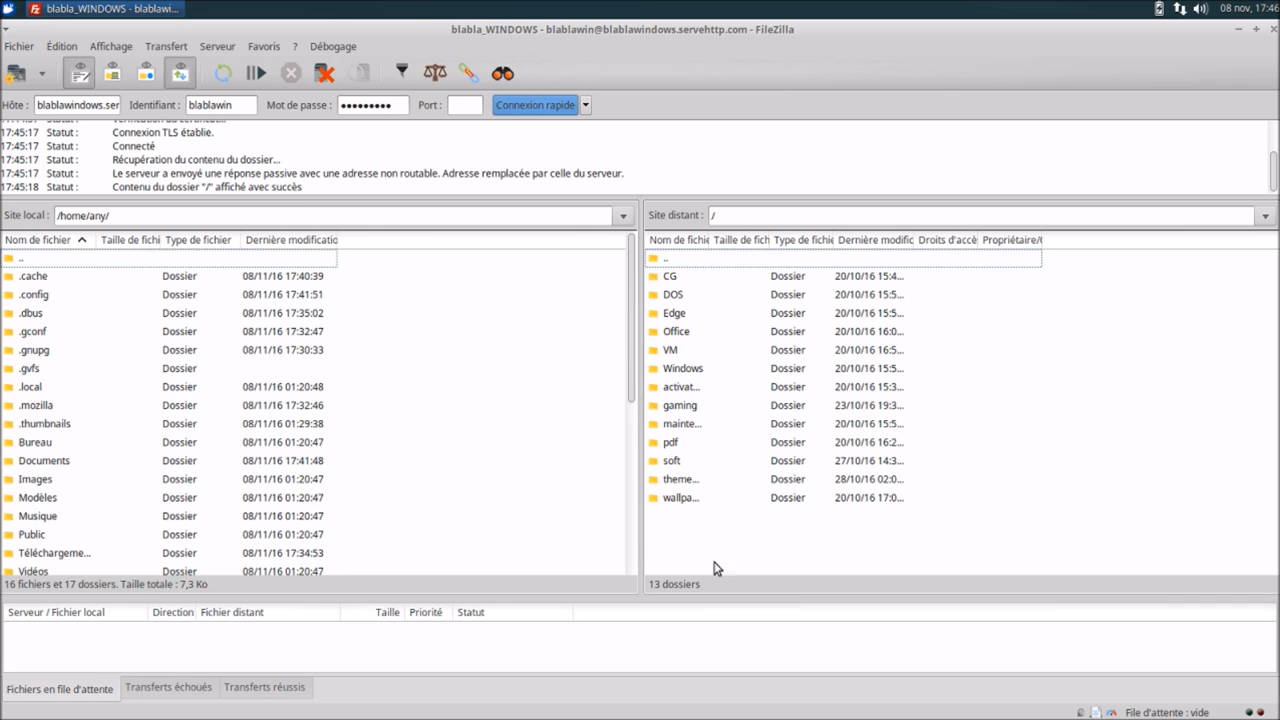 blabla_WINDOWS - blablawi... 08 nov, 17:46
blabla_WINDOWS - blablawin@blablawindows.servehttp.com - FileZilla
Fichier Édition Affichage Transfert Serveur Favoris ? Débogage
Hôte : blablawindows.ser Identifiant : blablawin Mot de passe : ●●●●●●●●● Port : Connexion rapide
17:45:17 Statut : Connexion TLS établie.
17:45:17 Statut : Connecté
17:45:17 Statut : Récupération du contenu du dossier...
17:45:17 Statut : Le serveur a envoyé une réponse passive avec une adresse non routable. Adresse remplacée par celle du serveur.
17:45:18 Statut : Contenu du dossier "/" affiché avec succès
Site local : /home/any/
Nom de fichier Taille de fichi Type de fichier Dernière modificatio
..
.cache Dossier 08/11/16 17:40:39
.config Dossier 08/11/16 17:41:51
.dbus Dossier 08/11/16 17:35:02
.gconf Dossier 08/11/16 17:32:47
.gnupg Dossier 08/11/16 17:30:33
.gvfs Dossier
.local Dossier 08/11/16 01:20:48
.mozilla Dossier 08/11/16 17:32:46
.thumbnails Dossier 08/11/16 01:29:38
Bureau Dossier 08/11/16 01:20:47
Documents Dossier 08/11/16 17:41:48
Images Dossier 08/11/16 01:20:47
Modèles Dossier 08/11/16 01:20:47
Musique Dossier 08/11/16 01:20:47
Public Dossier 08/11/16 01:20:47
Téléchargeme... Dossier 08/11/16 17:34:53
Vidéos Dossier 08/11/16 01:20:47
16 fichiers et 17 dossiers. Taille totale : 7,3 Ko
Site distant : /
Nom de fichie Taille de fich Type de fichie Dernière modific Droits d'accè Propriétaire/
..
CG Dossier 20/10/16 15:4...
DOS Dossier 20/10/16 15:5...
Edge Dossier 20/10/16 15:5...
Office Dossier 20/10/16 16:0...
VM Dossier 20/10/16 16:5...
Windows Dossier 20/10/16 15:5...
activat... Dossier 20/10/16 15:3...
gaming Dossier 23/10/16 19:3...
mainte... Dossier 20/10/16 15:5...
pdf Dossier 20/10/16 16:2...
soft Dossier 27/10/16 14:3...
theme... Dossier 28/10/16 02:0...
wallpa... Dossier 20/10/16 17:0...
13 dossiers
Serveur / Fichier local Direction Fichier distant Taille Priorité Statut
Fichiers en file d'attente Transferts échoués Transferts réussis
File d'attente : vide